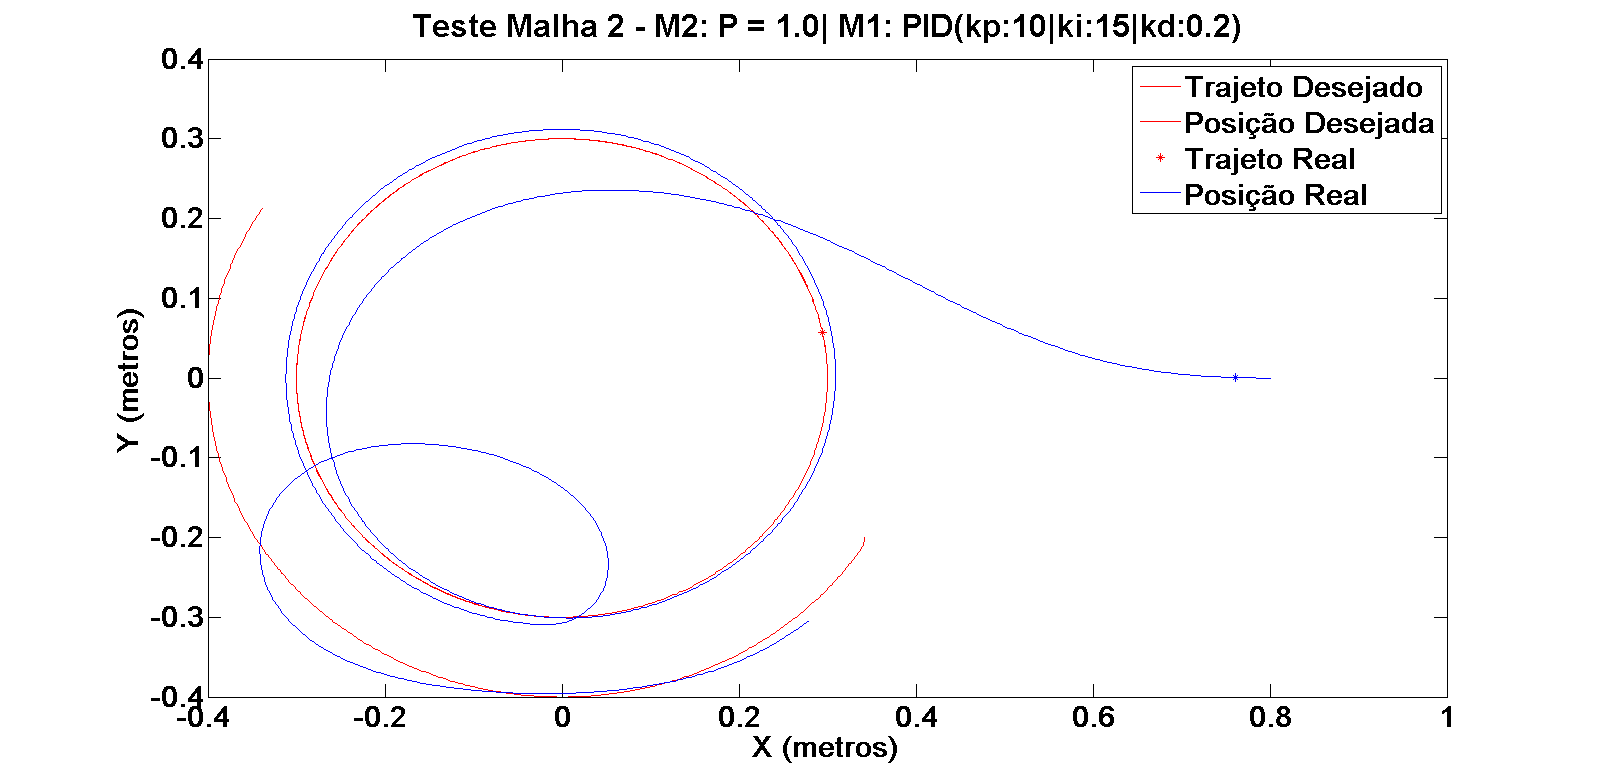 Teste Malha 2 - M2: P = 1.0| M1: PID(kp:10|ki:15|kd:0.2)
Trajeto Desejado
Posição Desejada
Trajeto Real
Posição Real
Y (metros)
0.4
0.3
0.2
0.1
0
-0.1
-0.2
-0.3
-0.4
-0.4 -0.2 0 0.2 0.4 0.6 0.8 1
X (metros)